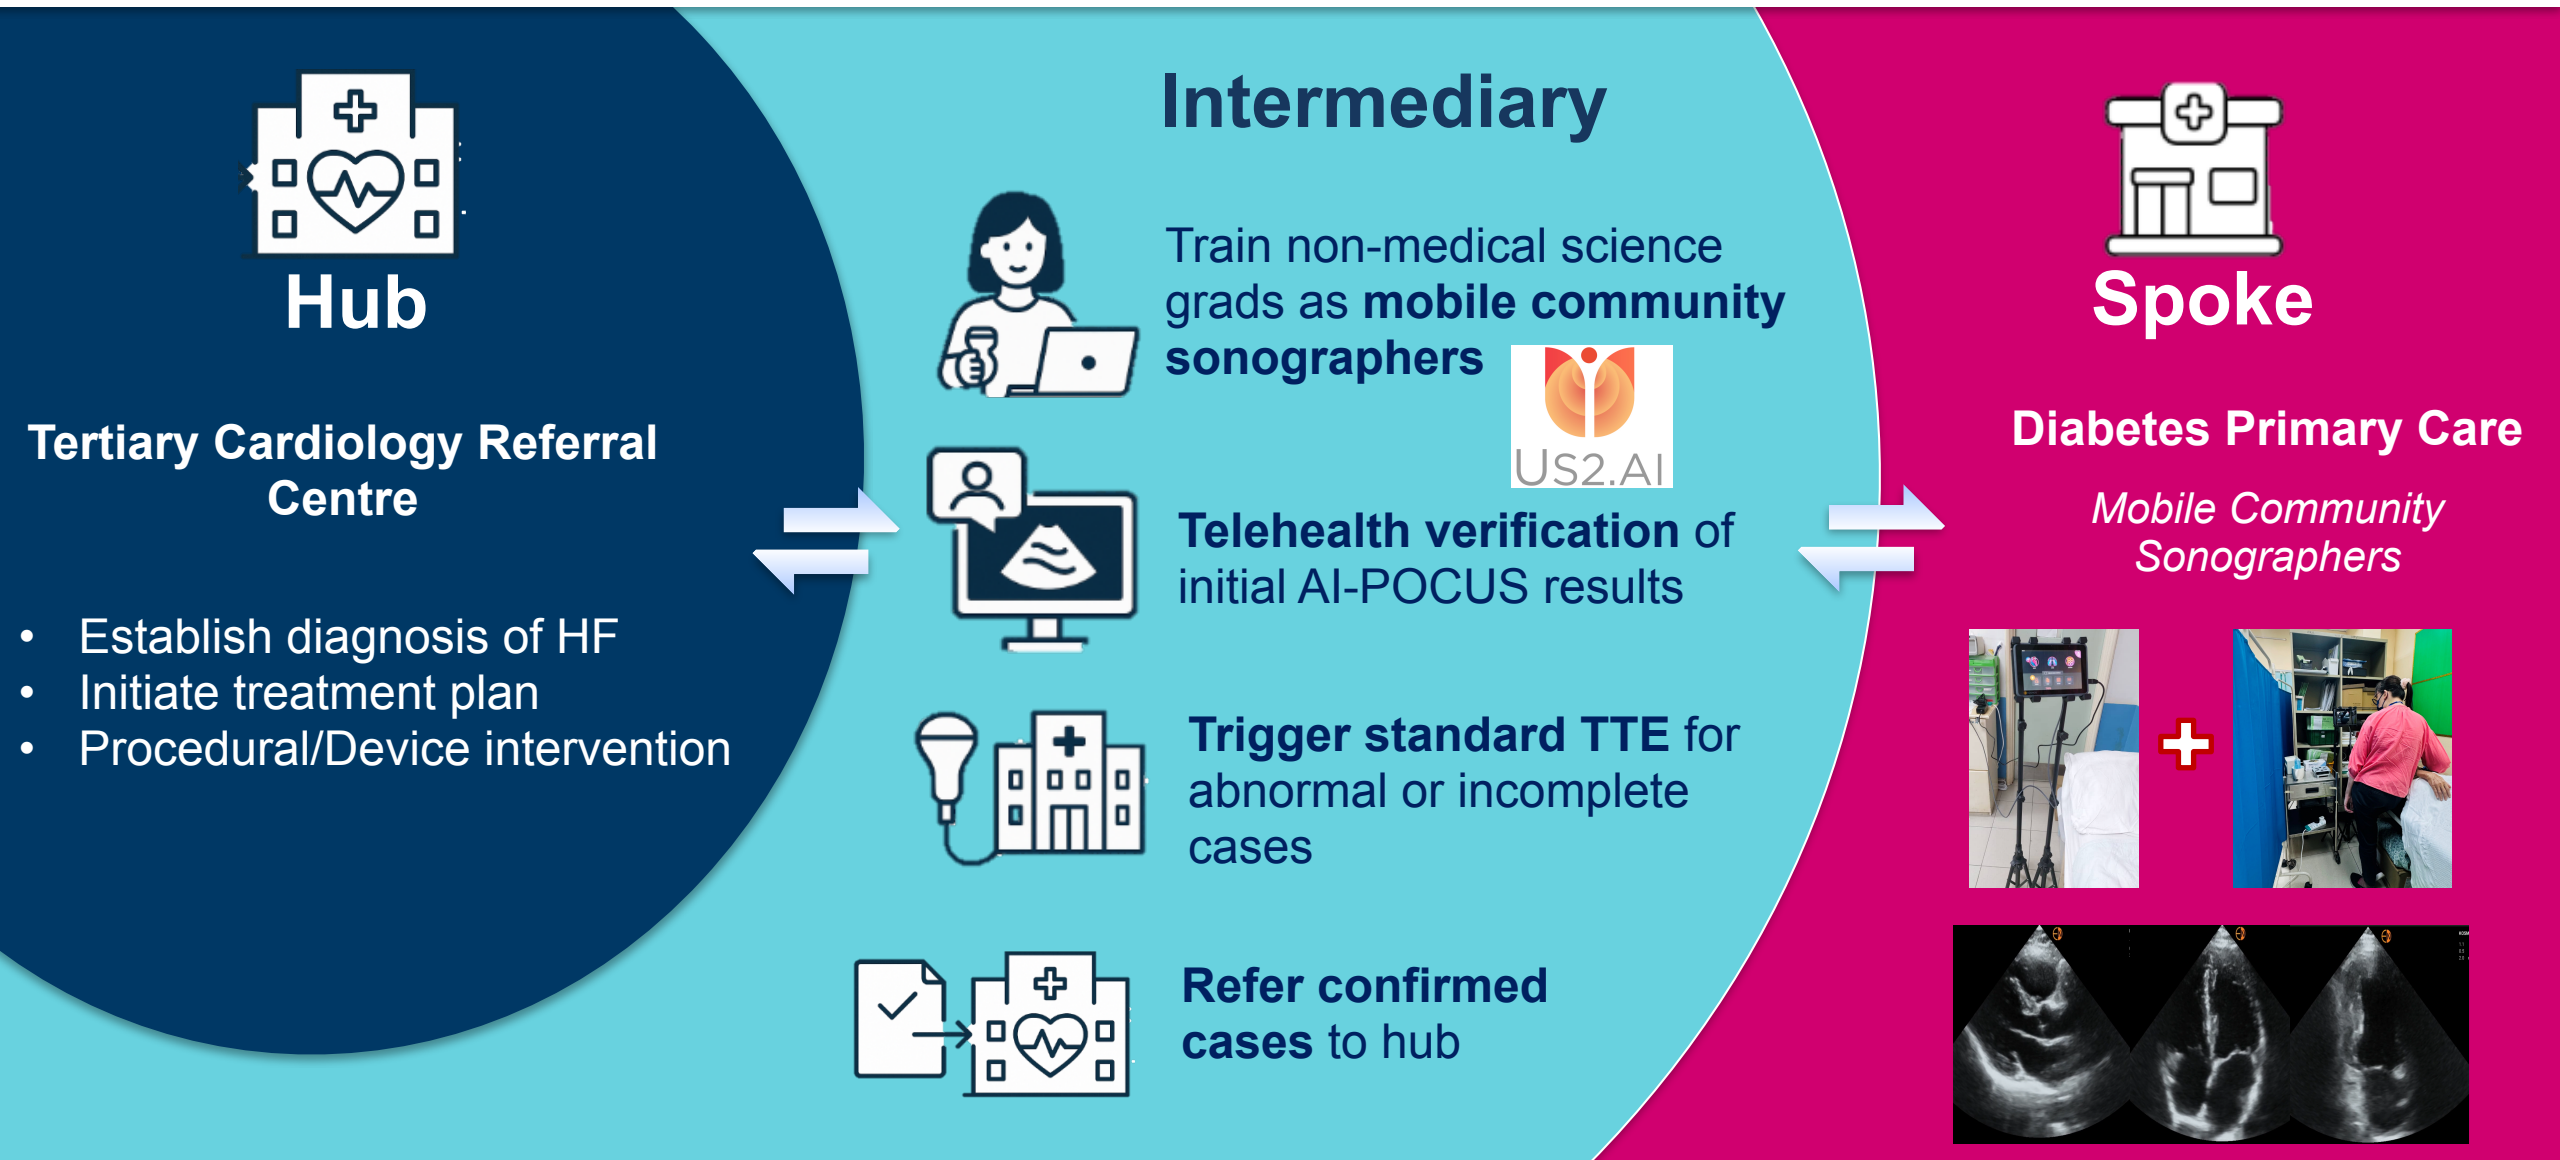 Hub
Tertiary Cardiology Referral
Centre
• Establish diagnosis of HF
• Initiate treatment plan
• Procedural/Device intervention
Intermediary
Train non-medical science
grads as mobile community
sonographers
US2.AI
Telehealth verification of
initial AI-POCUS results
Trigger standard TTE for
abnormal or incomplete
cases
Refer confirmed
cases to hub
Spoke
Diabetes Primary Care
Mobile Community
Sonographers